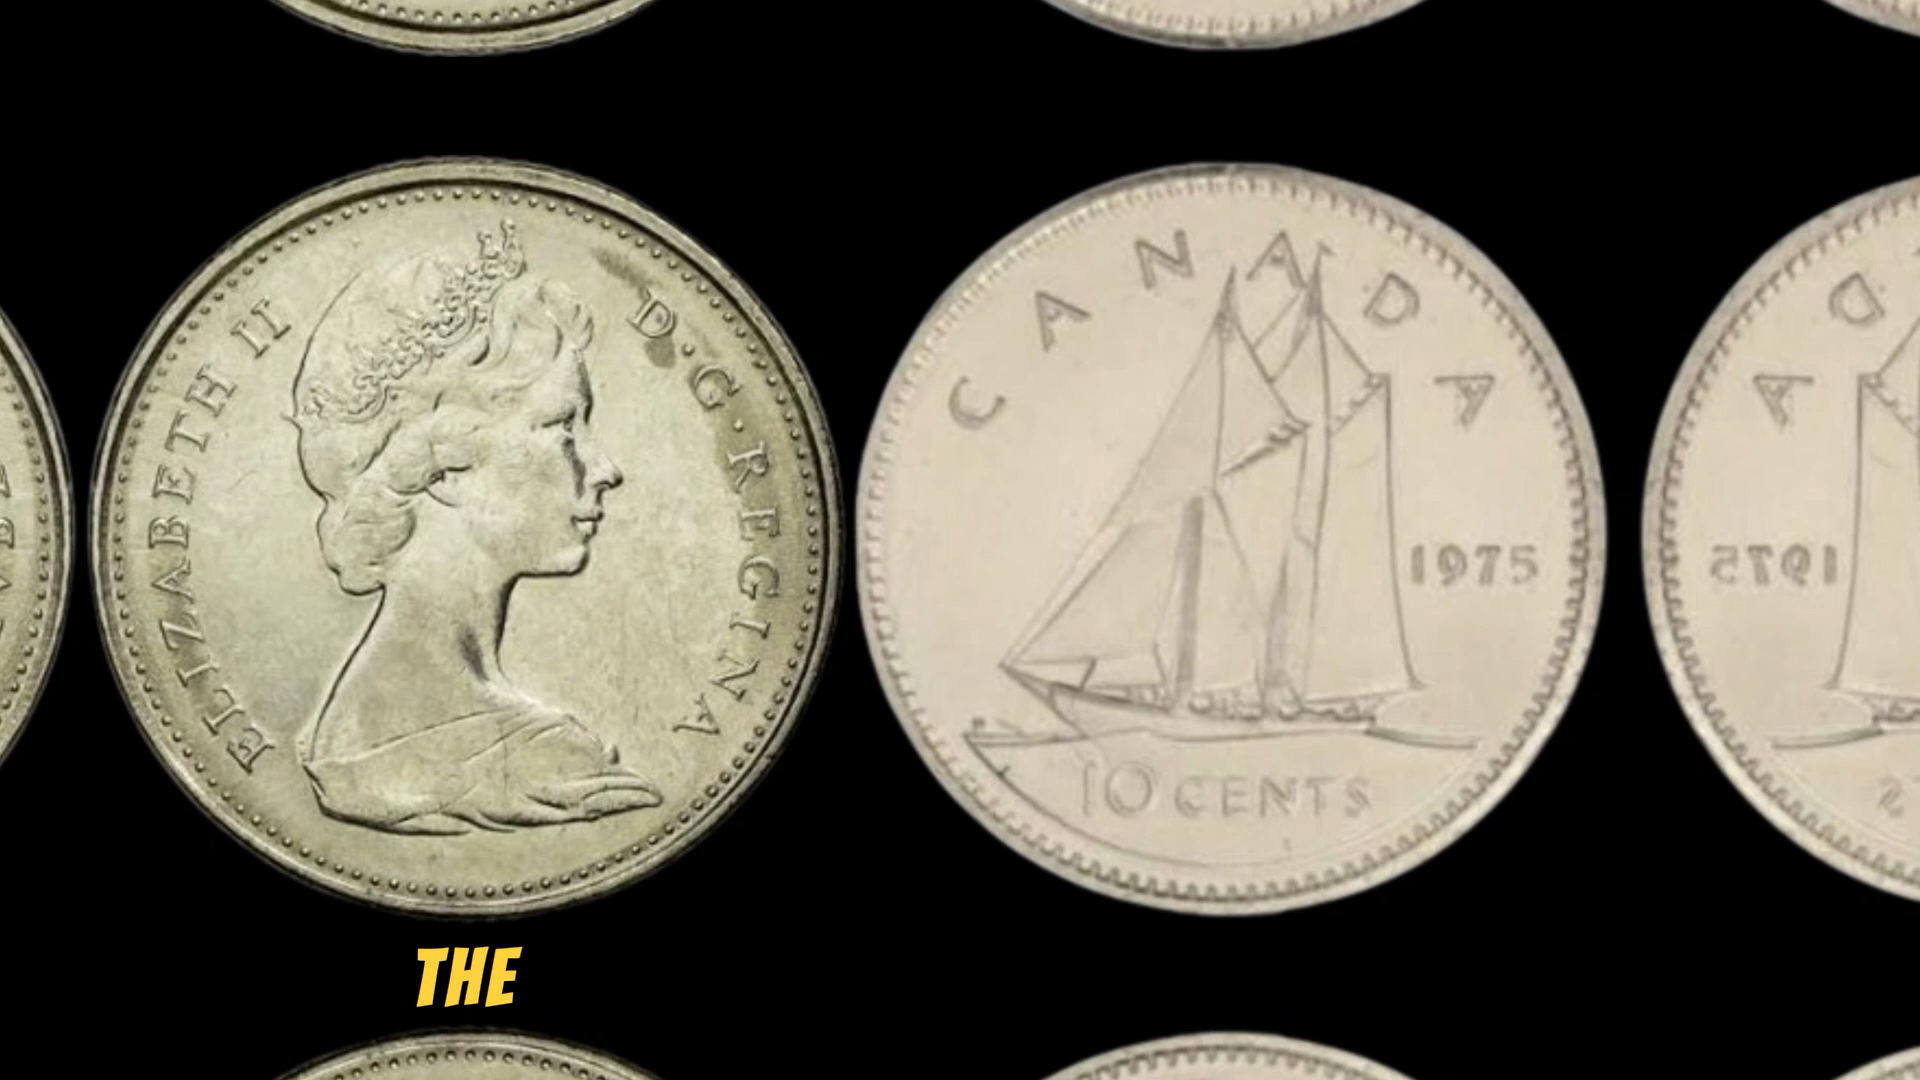 ELIZABETH II D·G·REGINA
CANADA
1975
10 CENTS
THE